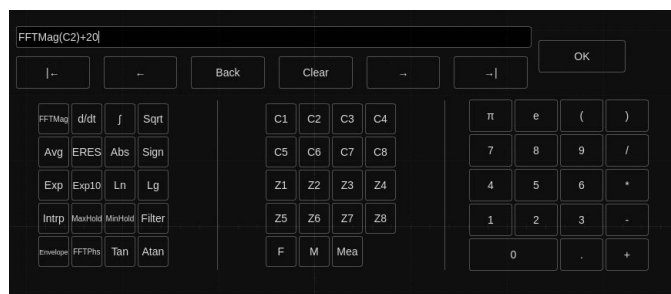 FFTMag(C2)+20
OK
|← ← Back Clear → →|
FFTMag d/dt ∫ Sqrt C1 C2 C3 C4 π e ( )
Avg ERES Abs Sign C5 C6 C7 C8 7 8 9 /
Exp Exp10 Ln Lg Z1 Z2 Z3 Z4 4 5 6 *
Intrp MaxHold MinHold Filter Z5 Z6 Z7 Z8 1 2 3 -
Envelope FFTPhs Tan Atan F M Mea 0 . +